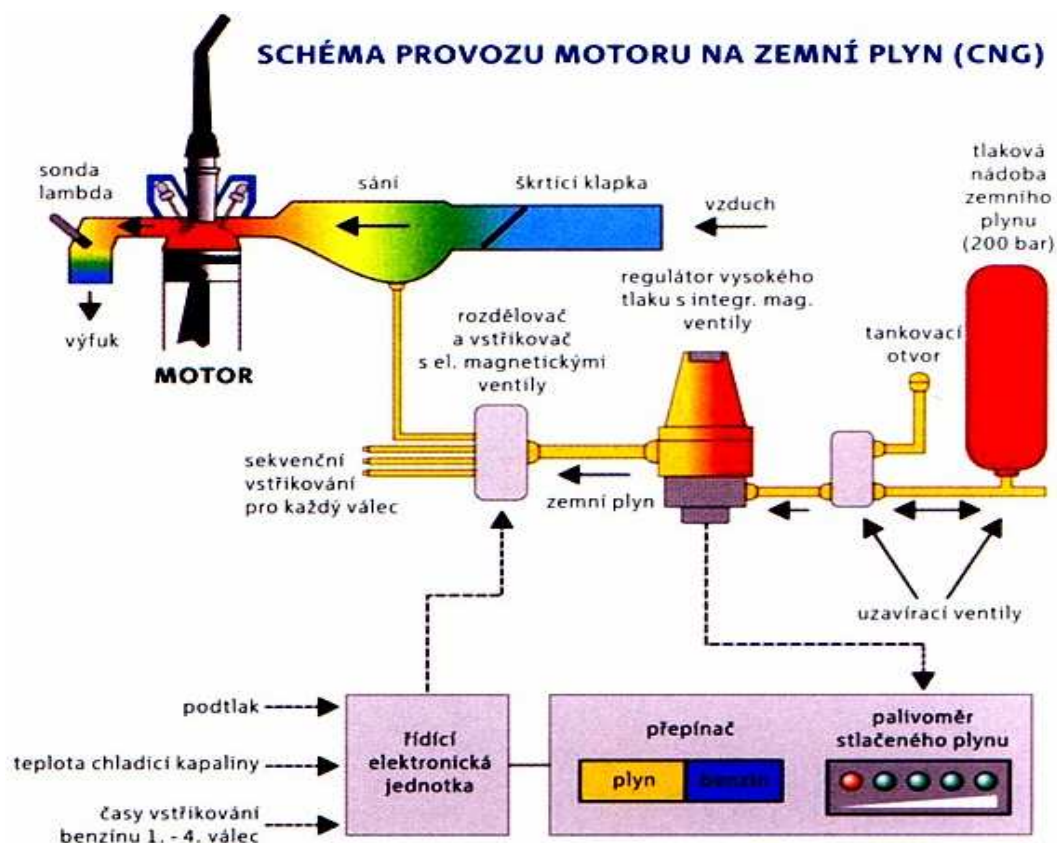 SCHÉMA PROVOZU MOTORU NA ZEMNÍ PLYN (CNG)
sonda
lambda
sání
škrtící klapka
vzduch
tlaková
nádoba
zemního
plynu
(200 bar)
výfuk
MOTOR
rozdělovač
a vstřikovač
s el. magnetickými
ventily
regulátor vysokého
tlaku s integr. mag.
ventily
tankovací
otvor
sekvenční
vstřikování
pro každý válec
zemní plyn
uzavírací ventily
podtlak
teplota chladicí kapaliny
časy vstřikování
benzínu 1. - 4. válec
řídící
elektronická
jednotka
přepínač
plyn
benzin
palivoměr
stlačeného plynu